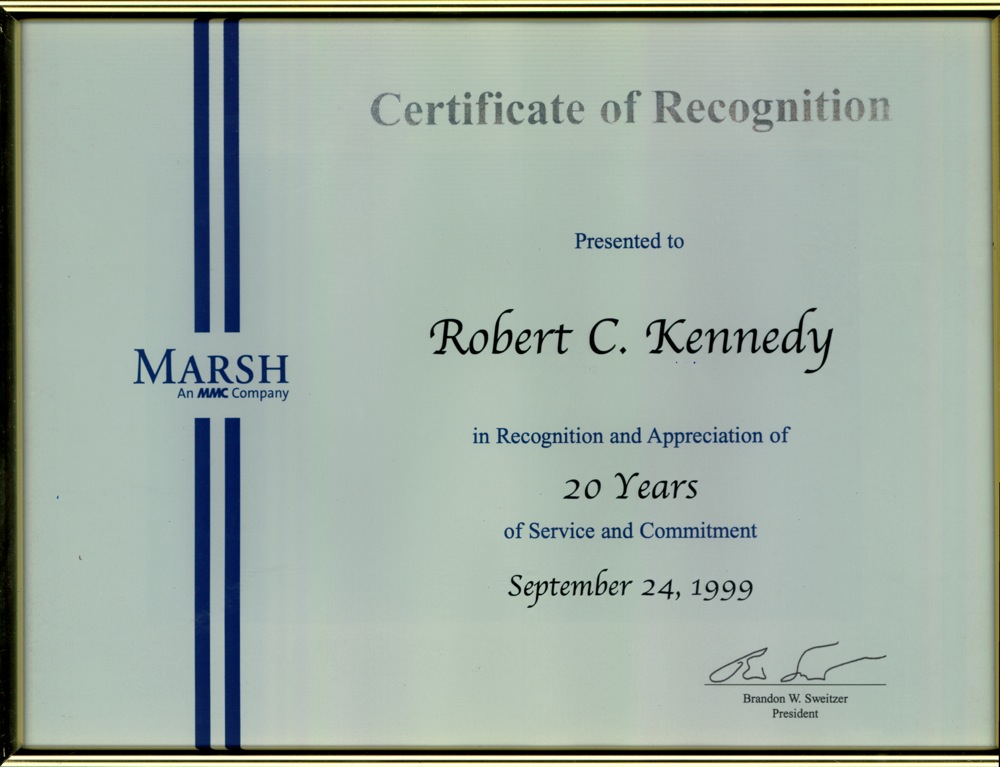 Certificate of Recognition
Presented to
Robert C. Kennedy
MARSH
An MMC Company
in Recognition and Appreciation of
20 Years
of Service and Commitment
September 24, 1999
Brandon W. Sweitzer
President